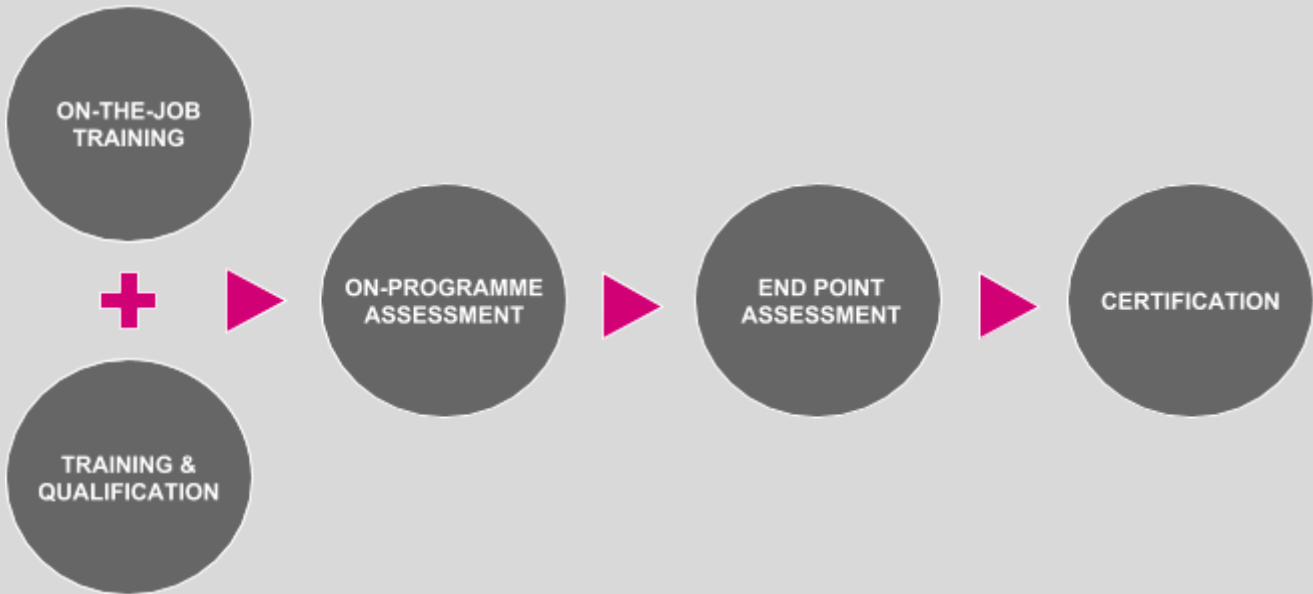 ON-THE-JOB
TRAINING
TRAINING &
QUALIFICATION
ON-PROGRAMME
ASSESSMENT
END POINT
ASSESSMENT
CERTIFICATION